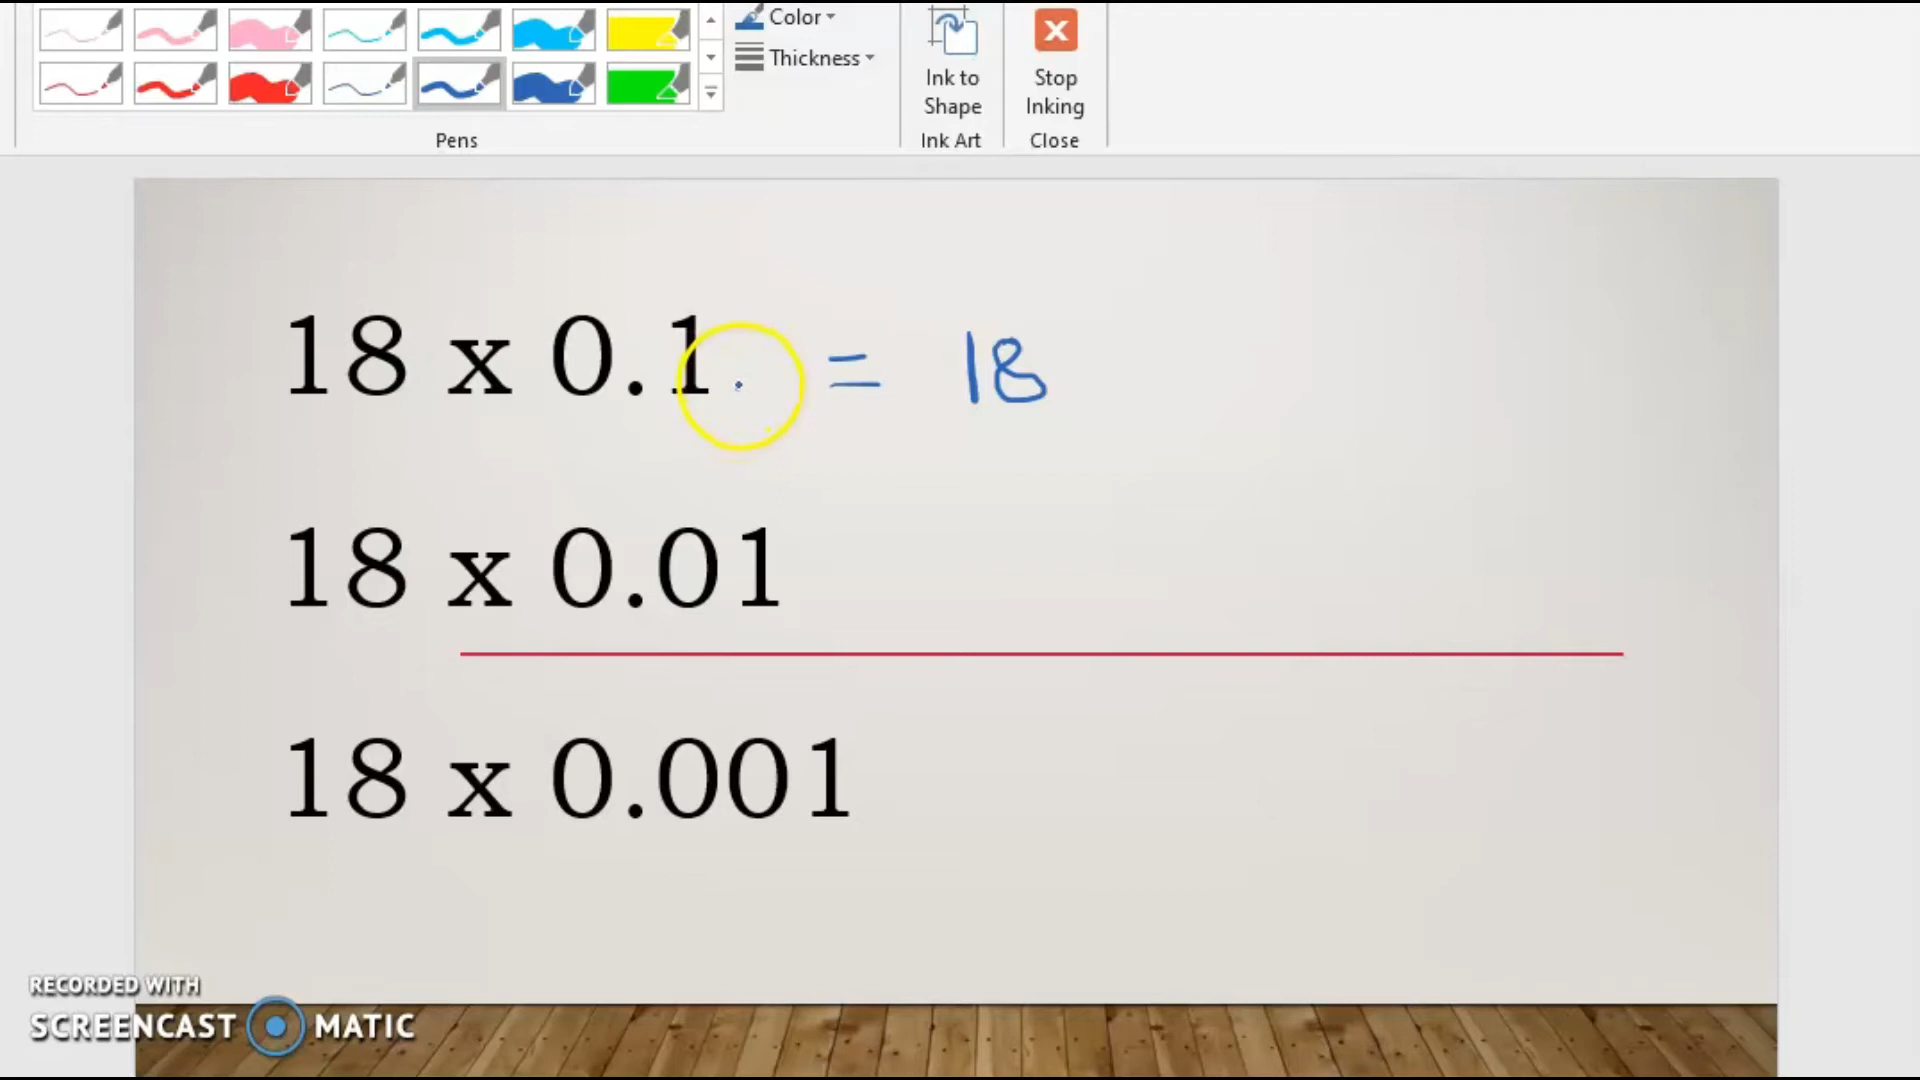 Color
Thickness
Ink to Shape
Stop Inking
Pens
Ink Art
Close
18 x 0.1 = 18
18 x 0.01
18 x 0.001
RECORDED WITH
SCREENCAST MATIC